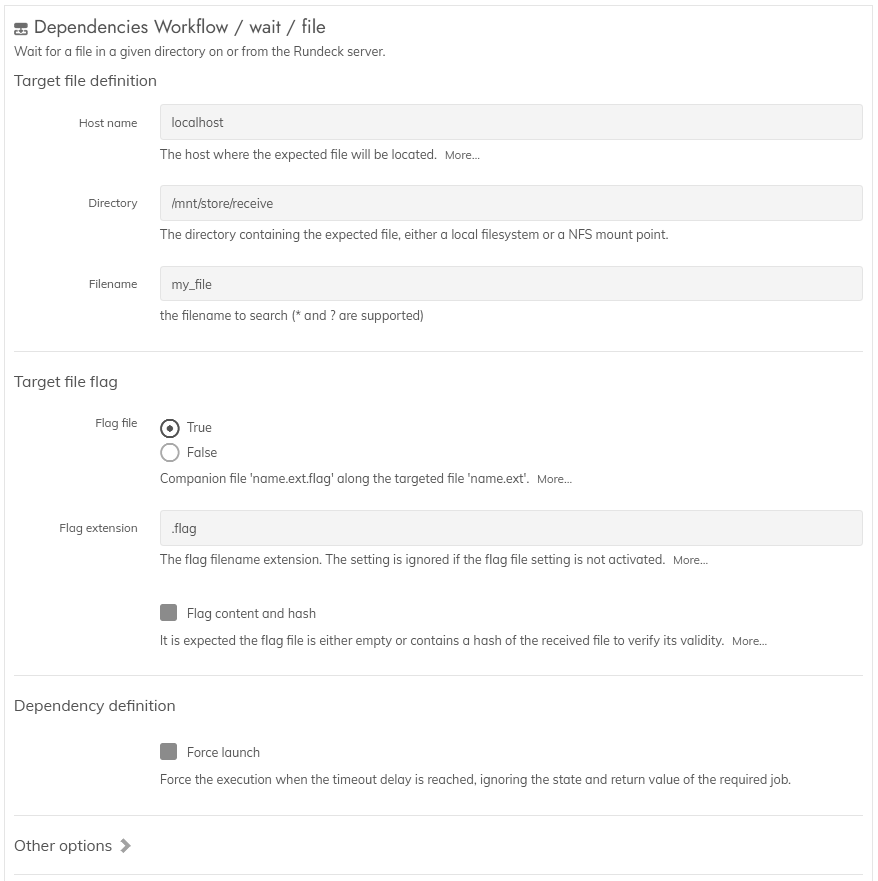 Dependencies Workflow / wait / file
Wait for a file in a given directory on or from the Rundeck server.
Target file definition
Host name
localhost
The host where the expected file will be located. More...
Directory
/mnt/store/receive
The directory containing the expected file, either a local filesystem or a NFS mount point.
Filename
my_file
the filename to search (* and ? are supported)
Target file flag
Flag file
True
False
Companion file 'name.ext.flag' along the targeted file 'name.ext'. More...
Flag extension
.flag
The flag filename extension. The setting is ignored if the flag file setting is not activated. More...
Flag content and hash
It is expected the flag file is either empty or contains a hash of the received file to verify its validity. More...
Dependency definition
Force launch
Force the execution when the timeout delay is reached, ignoring the state and return value of the required job.
Other options